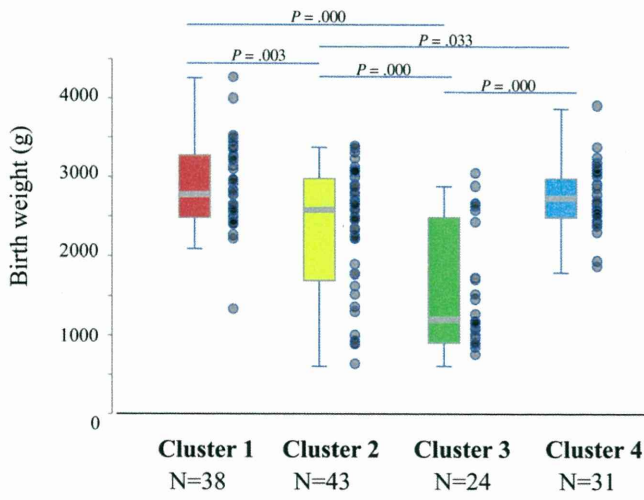 P = .000
P = .033
P = .003
P = .000
P = .000
Birth weight (g)
4000
3000
2000
1000
0
Cluster 1 Cluster 2 Cluster 3 Cluster 4
N=38 N=43 N=24 N=31